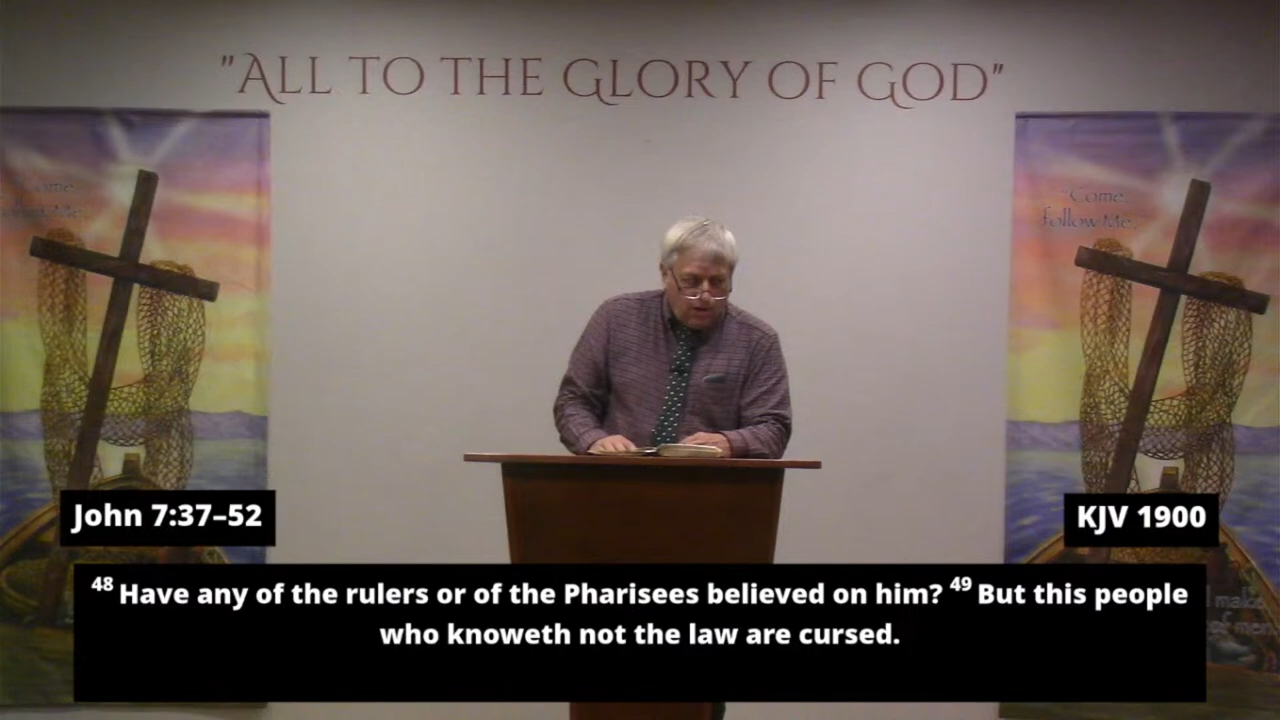 "ALL TO THE GLORY OF GOD"
"Come,
follow Me,
John 7:37–52
KJV 1900
48 Have any of the rulers or of the Pharisees believed on him? 49 But this people
who knoweth not the law are cursed.